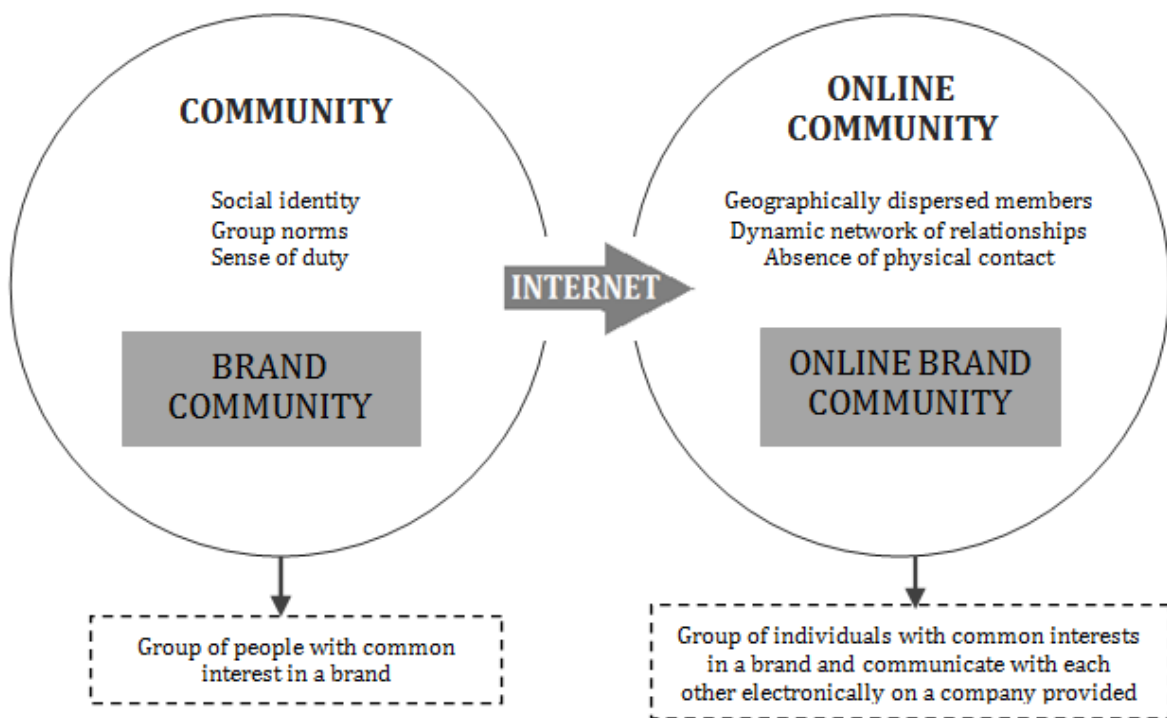 COMMUNITY
Social identity
Group norms
Sense of duty
BRAND
COMMUNITY
Group of people with common
interest in a brand
INTERNET
ONLINE
COMMUNITY
Geographically dispersed members
Dynamic network of relationships
Absence of physical contact
ONLINE BRAND
COMMUNITY
Group of individuals with common interests
in a brand and communicate with each
other electronically on a company provided